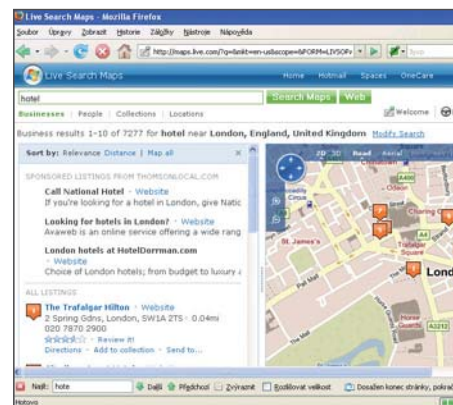 Live Search Maps - Mozilla Firefox
Soubor Úpravy Zobrazit Historie Záložky Nástroje Nápověda
http://maps.live.com/?q=&mkt=en-us&scope=&FORM=LIVSOP
Live Search Maps Home Hotmail Spaces OneCare
hotel Search Maps Web
Businesses | People | Collections | Locations Welcome
Business results 1-10 of 7277 for hotel near London, England, United Kingdom Modify Search
Sort by: Relevance Distance | Map all ×
SPONSORED LISTINGS FROM THOMSONLOCAL.COM
Call National Hotel - Website
If you're looking for a hotel in London, give Natic
Looking for hotels in London? - Website
Avaweb is an online service offering a wide rang
London hotels at HotelDorrman.com
- Website
Choice of London hotels; from budget to luxury a
ALL LISTINGS
1 The Trafalgar Hilton - Website
2 Spring Gdns, London, SW1A 2TS - 0.04mi
020 7870 2900
Review it!
Directions - Add to collection - Send to...
2D 3D Road Aerial
Piccadilly
Circus
A400
Odeon
Charing C
St. James's
A4
Trafalgar
Square
Pall Mall
Lond
The Mall
Horse
Guards
A3212
Najít: hote Další Předchozí Zvýraznit Rozlišovat velikost Dosažen konec stránky, pokrač
Hotovo